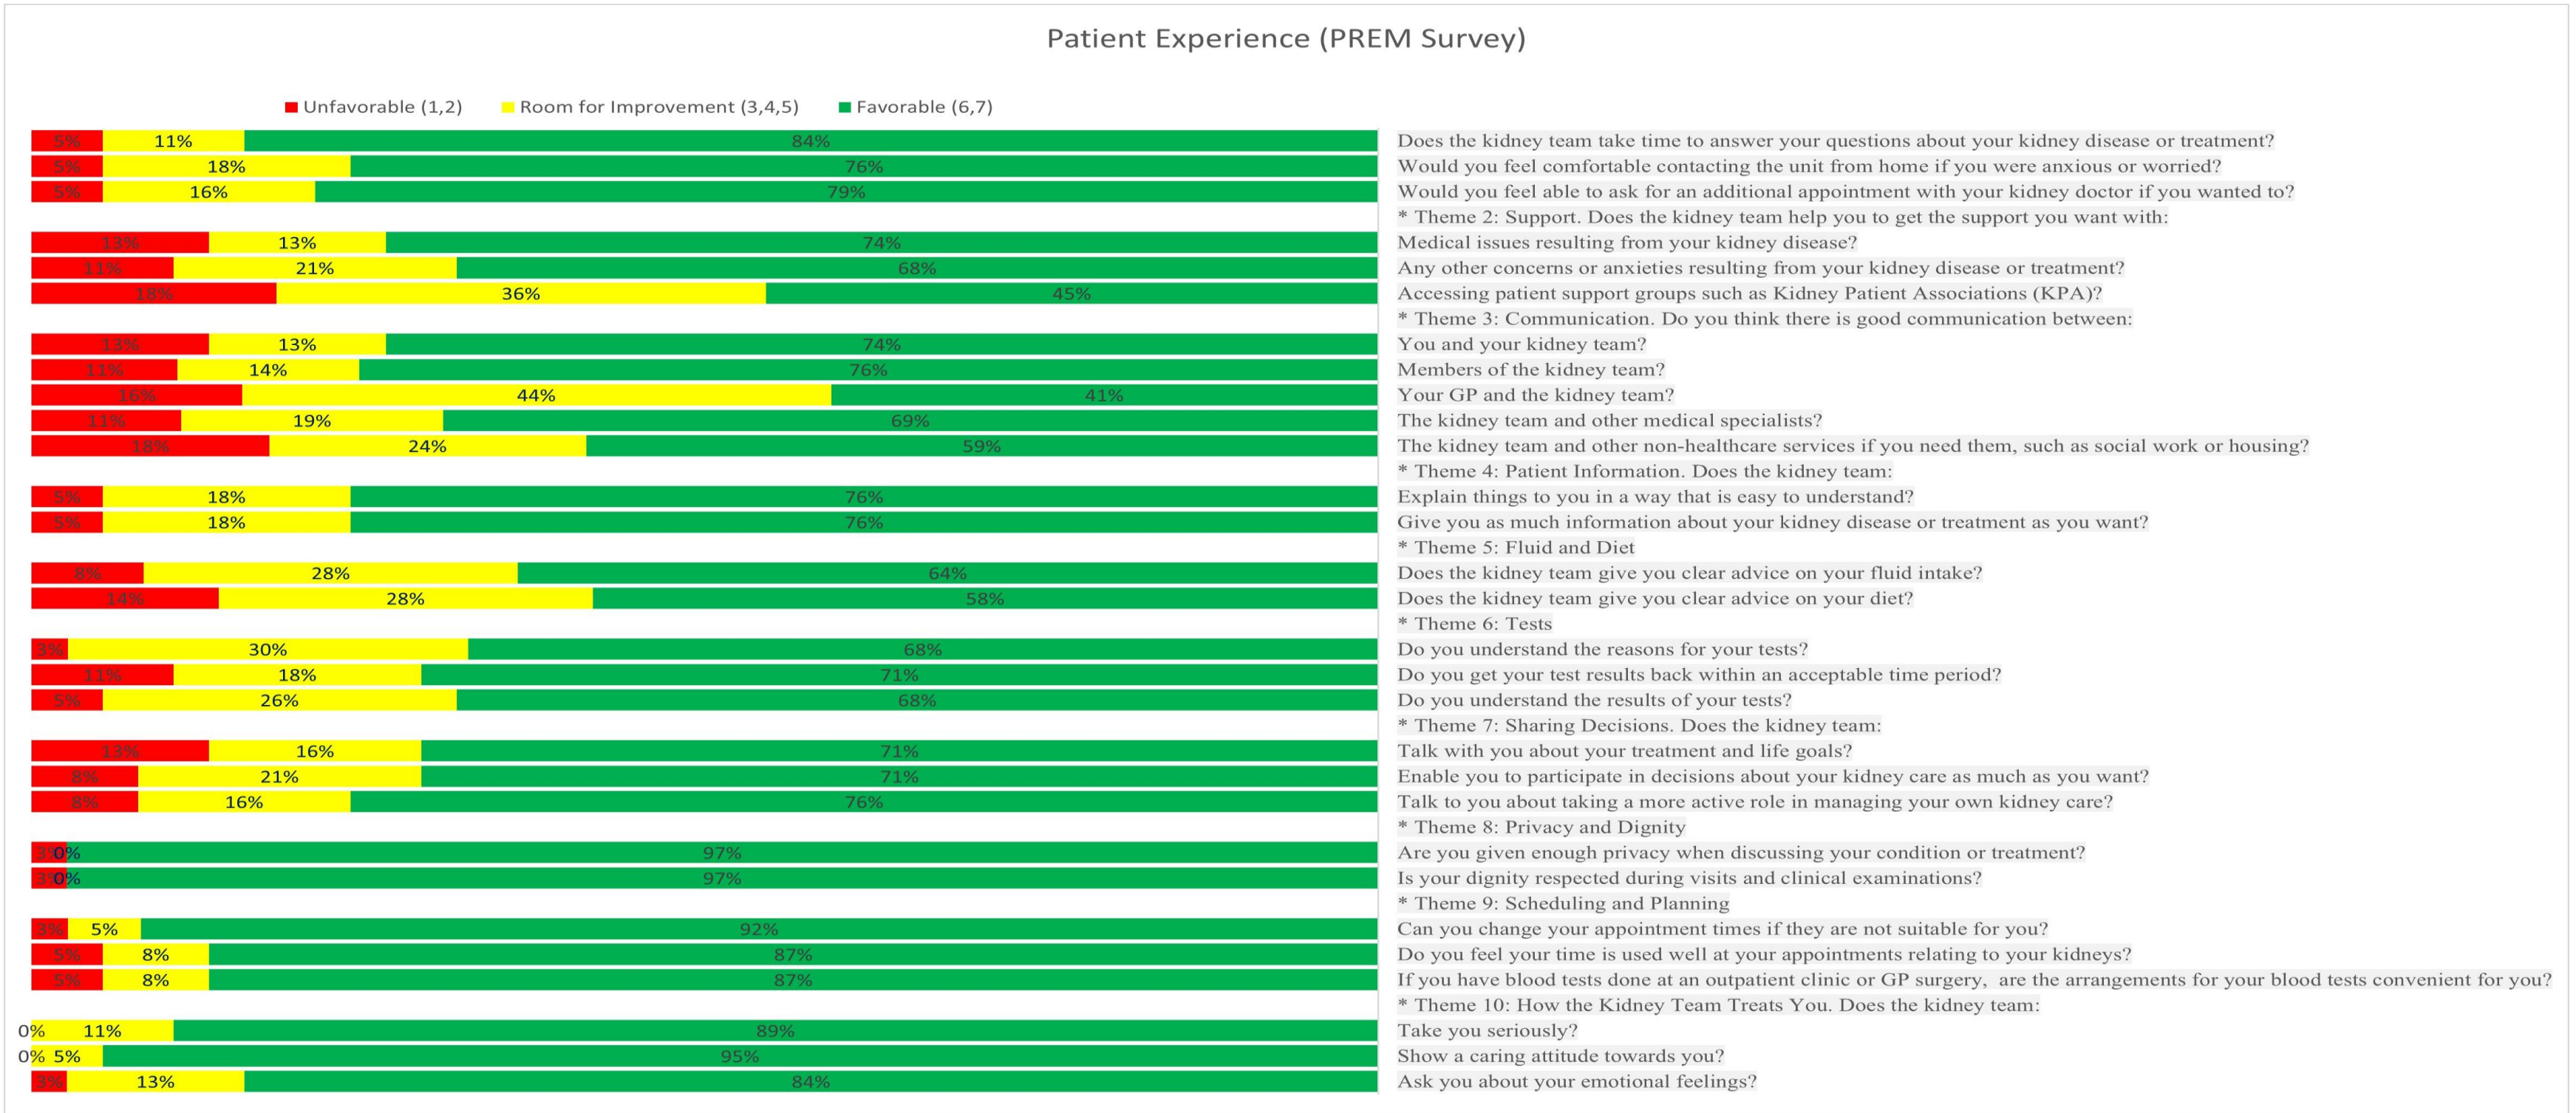 Patient Experience (PREM Survey)
Unfavorable (1,2) Room for Improvement (3,4,5) Favorable (6,7)
5% 11% 84% Does the kidney team take time to answer your questions about your kidney disease or treatment?
5% 18% 76% Would you feel comfortable contacting the unit from home if you were anxious or worried?
5% 16% 79% Would you feel able to ask for an additional appointment with your kidney doctor if you wanted to?
* Theme 2: Support. Does the kidney team help you to get the support you want with:
13% 13% 74% Medical issues resulting from your kidney disease?
11% 21% 68% Any other concerns or anxieties resulting from your kidney disease or treatment?
18% 36% 45% Accessing patient support groups such as Kidney Patient Associations (KPA)?
* Theme 3: Communication. Do you think there is good communication between:
13% 13% 74% You and your kidney team?
11% 14% 76% Members of the kidney team?
16% 44% 41% Your GP and the kidney team?
11% 19% 69% The kidney team and other medical specialists?
18% 24% 59% The kidney team and other non-healthcare services if you need them, such as social work or housing?
* Theme 4: Patient Information. Does the kidney team:
5% 18% 76% Explain things to you in a way that is easy to understand?
5% 18% 76% Give you as much information about your kidney disease or treatment as you want?
* Theme 5: Fluid and Diet
8% 28% 64% Does the kidney team give you clear advice on your fluid intake?
14% 28% 58% Does the kidney team give you clear advice on your diet?
* Theme 6: Tests
3% 30% 68% Do you understand the reasons for your tests?
11% 18% 71% Do you get your test results back within an acceptable time period?
5% 26% 68% Do you understand the results of your tests?
* Theme 7: Sharing Decisions. Does the kidney team:
13% 16% 71% Talk with you about your treatment and life goals?
8% 21% 71% Enable you to participate in decisions about your kidney care as much as you want?
8% 16% 76% Talk to you about taking a more active role in managing your own kidney care?
* Theme 8: Privacy and Dignity
3% 0% 97% Are you given enough privacy when discussing your condition or treatment?
3% 0% 97% Is your dignity respected during visits and clinical examinations?
* Theme 9: Scheduling and Planning
3% 5% 92% Can you change your appointment times if they are not suitable for you?
5% 8% 87% Do you feel your time is used well at your appointments relating to your kidneys?
5% 8% 87% If you have blood tests done at an outpatient clinic or GP surgery, are the arrangements for your blood tests convenient for you?
* Theme 10: How the Kidney Team Treats You. Does the kidney team:
0% 11% 89% Take you seriously?
0% 5% 95% Show a caring attitude towards you?
3% 13% 84% Ask you about your emotional feelings?